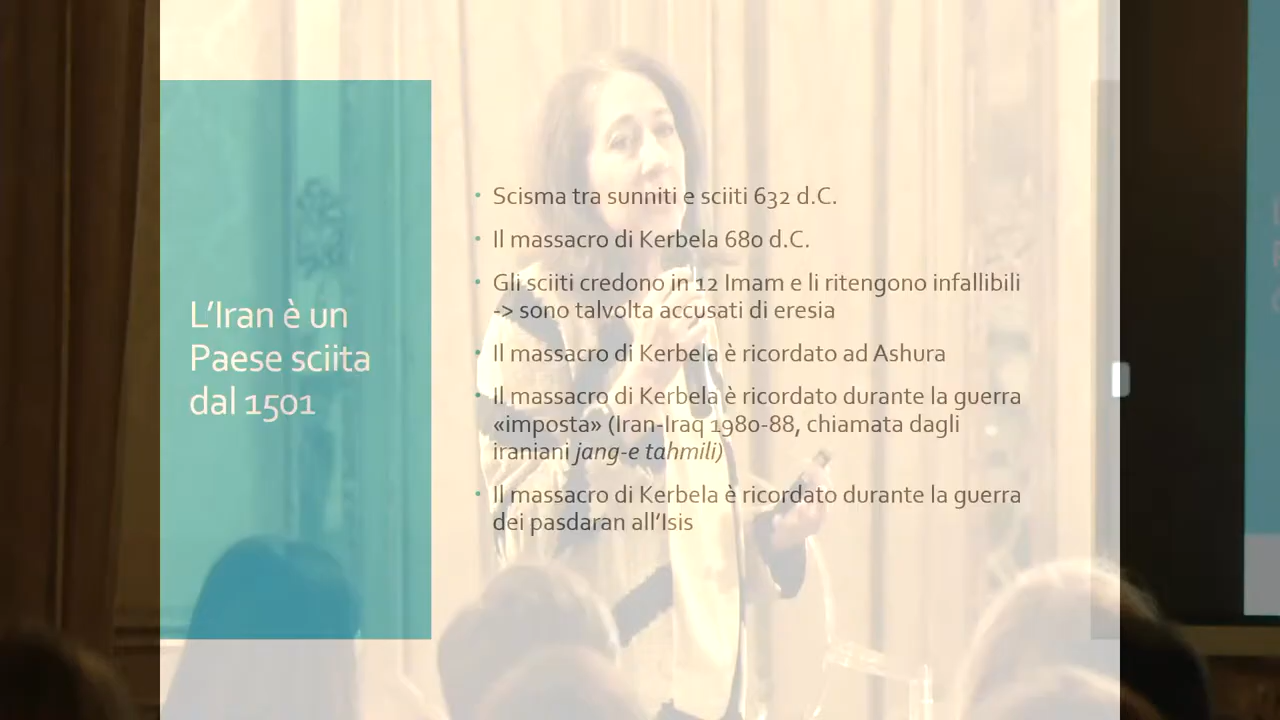 L'Iran è un
Paese sciita
dal 1501
• Scisma tra sunniti e sciiti 632 d.C.
• Il massacro di Kerbela 680 d.C.
• Gli sciiti credono in 12 Imam e li ritengono infallibili
-> sono talvolta accusati di eresia
• Il massacro di Kerbela è ricordato ad Ashura
• Il massacro di Kerbela è ricordato durante la guerra
«imposta» (Iran-Iraq 1980-88, chiamata dagli
iraniani jang-e tahmili)
• Il massacro di Kerbela è ricordato durante la guerra
dei pasdaran all'Isis